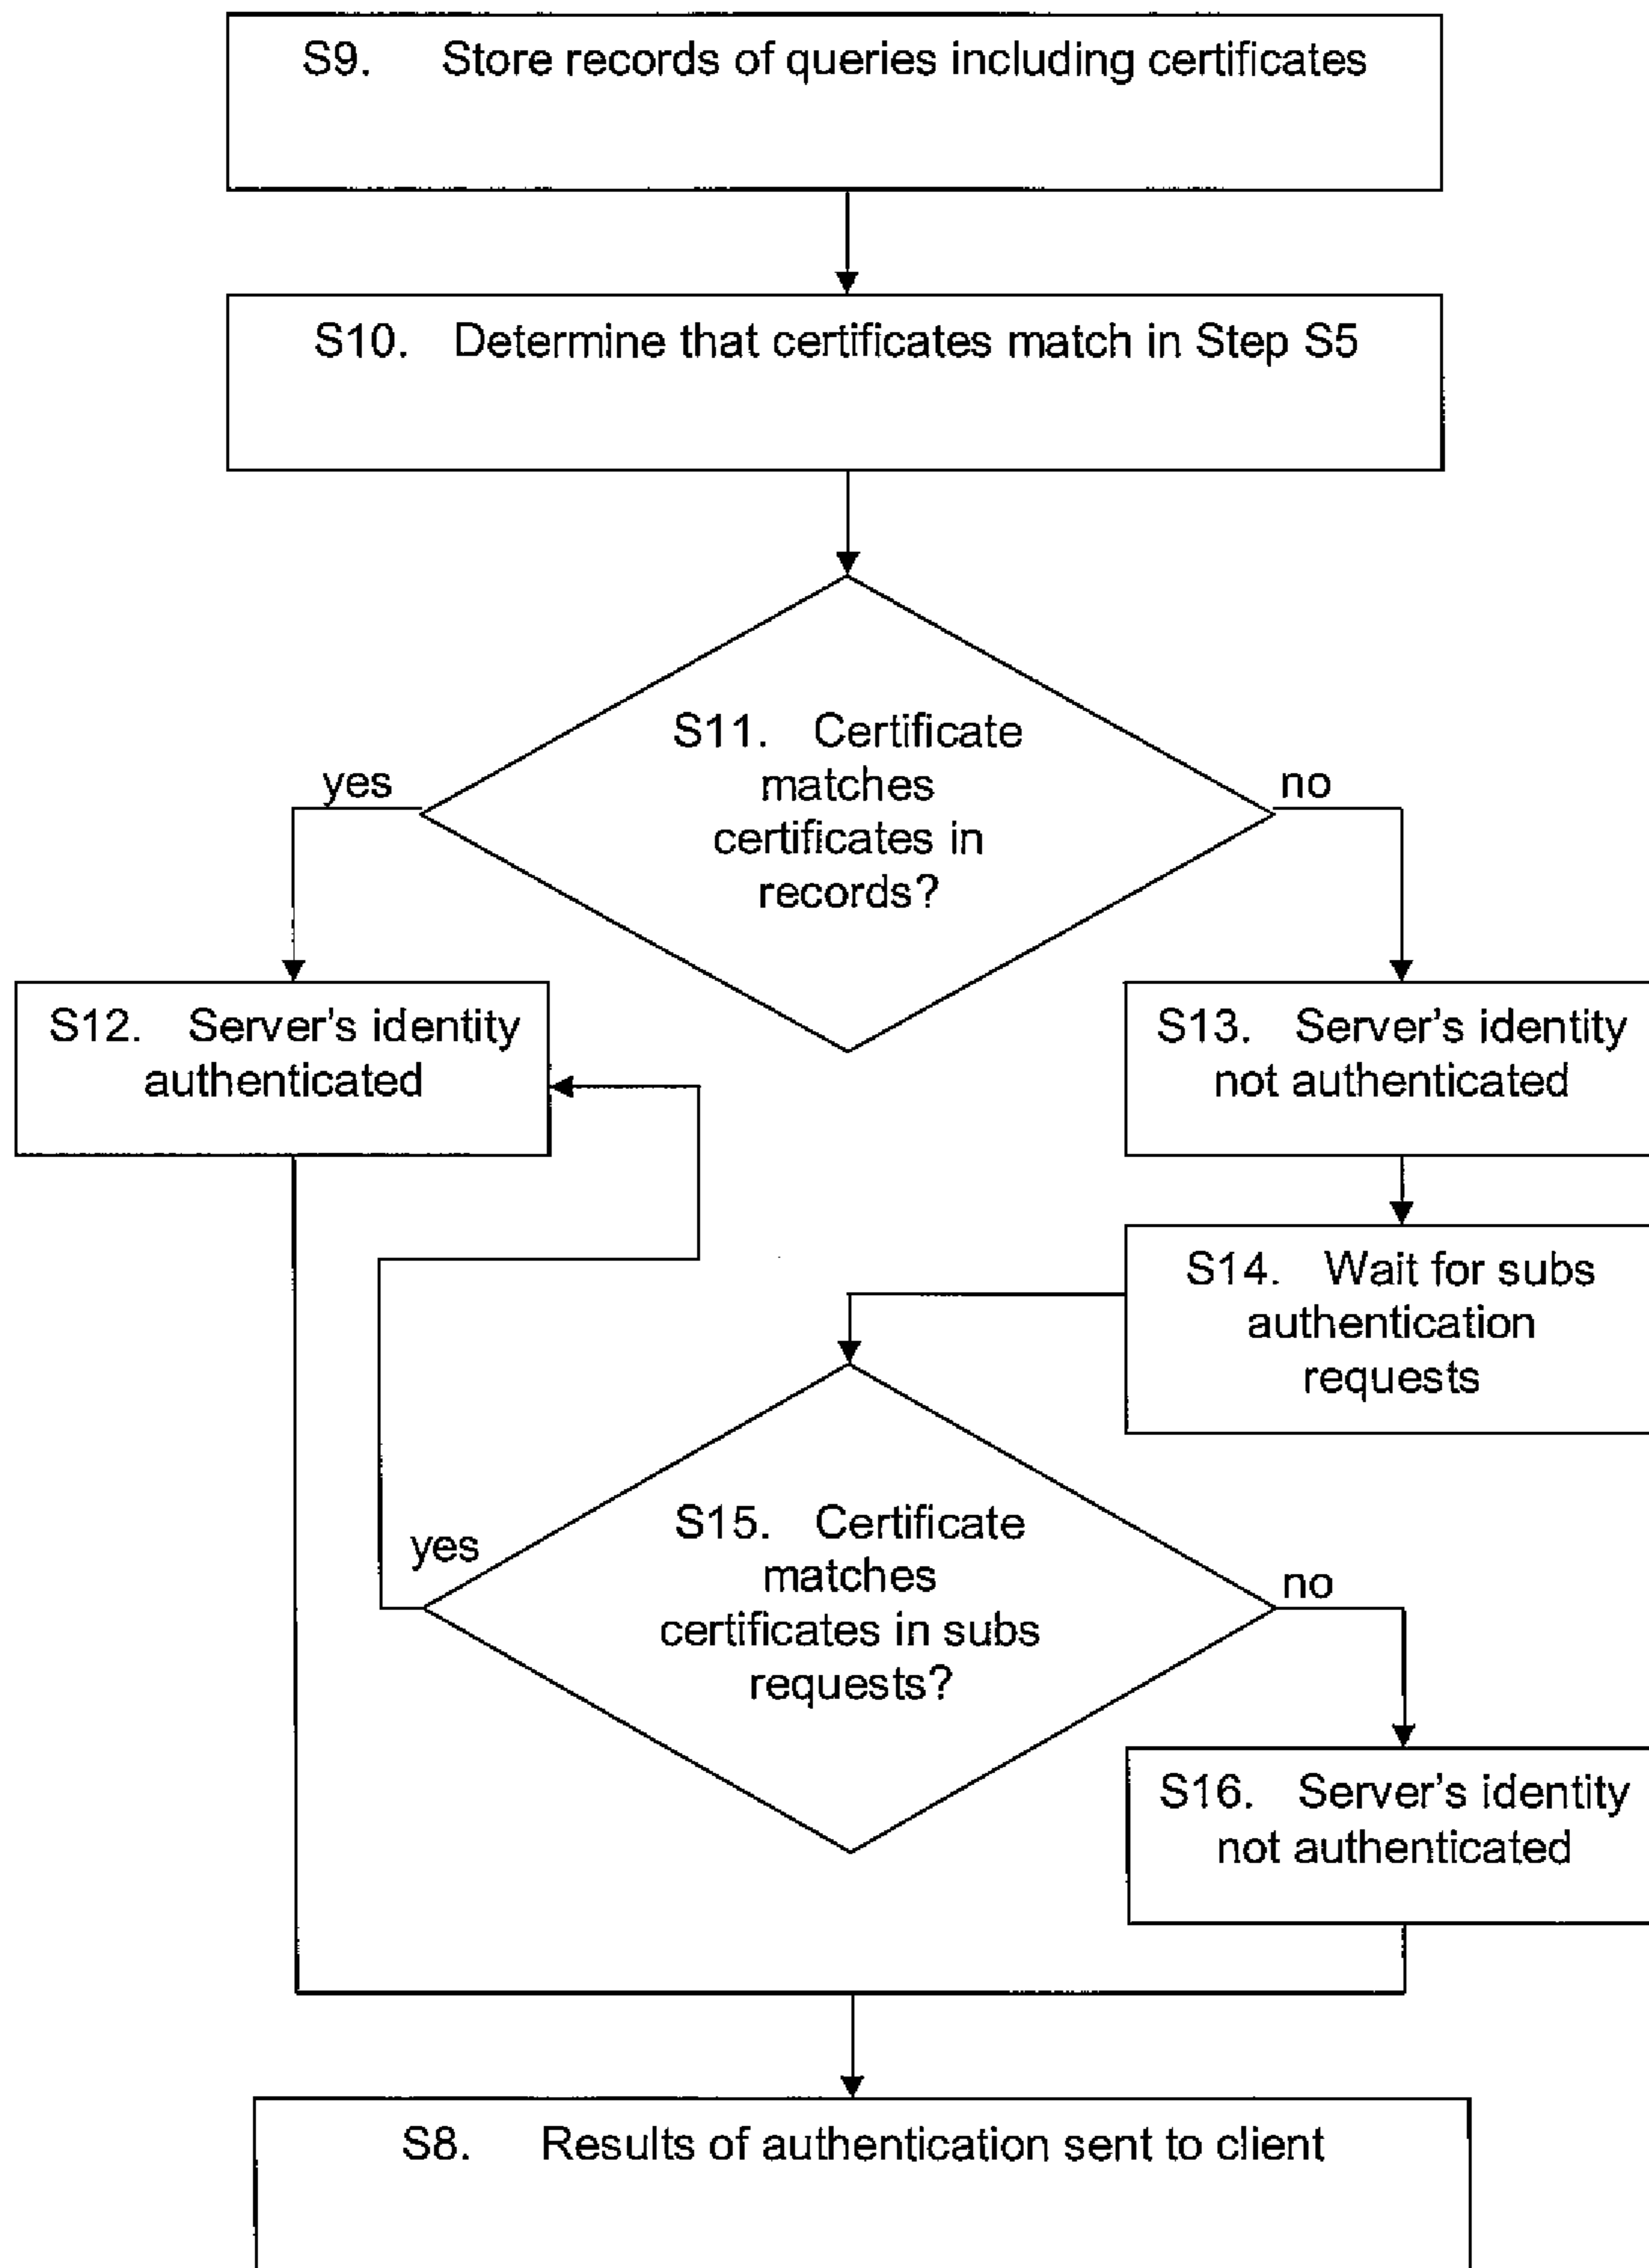 S9. Store records of queries including certificates
S10. Determine that certificates match in Step S5
S11. Certificate
matches
certificates in
records?
yes
no
S12. Server's identity
authenticated
S13. Server's identity
not authenticated
S14. Wait for subs
authentication
requests
S15. Certificate
matches
certificates in subs
requests?
yes
no
S16. Server's identity
not authenticated
S8. Results of authentication sent to client